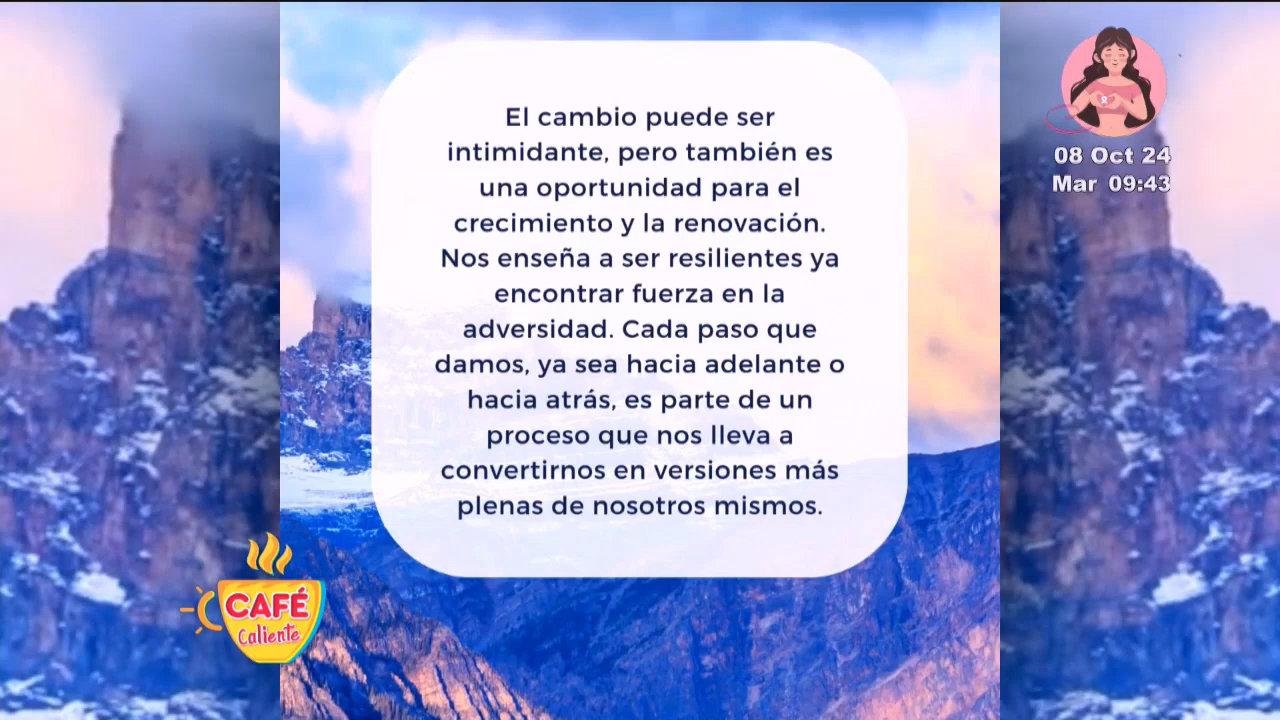 El cambio puede ser
intimidante, pero también es
una oportunidad para el
crecimiento y la renovación.
Nos enseña a ser resilientes ya
encontrar fuerza en la
adversidad. Cada paso que
damos, ya sea hacia adelante o
hacia atrás, es parte de un
proceso que nos lleva a
convertirnos en versiones más
plenas de nosotros mismos.
08 Oct 24
Mar 09:43
CAFÉ
Caliente